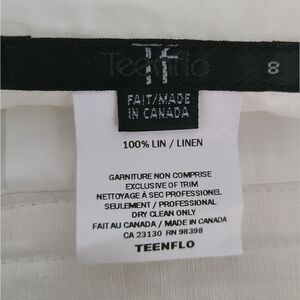 Teenflo
Tf
8
FAIT/MADE
IN CANADA
100% LIN / LINEN
GARNITURE NON COMPRISE
EXCLUSIVE OF TRIM
NETTOYAGE À SEC PROFESSIONEL
SEULEMENT / PROFESSIONAL
DRY CLEAN ONLY
FAIT AU CANADA / MADE IN CANADA
CA 23130 RN 98398
TEENFLO